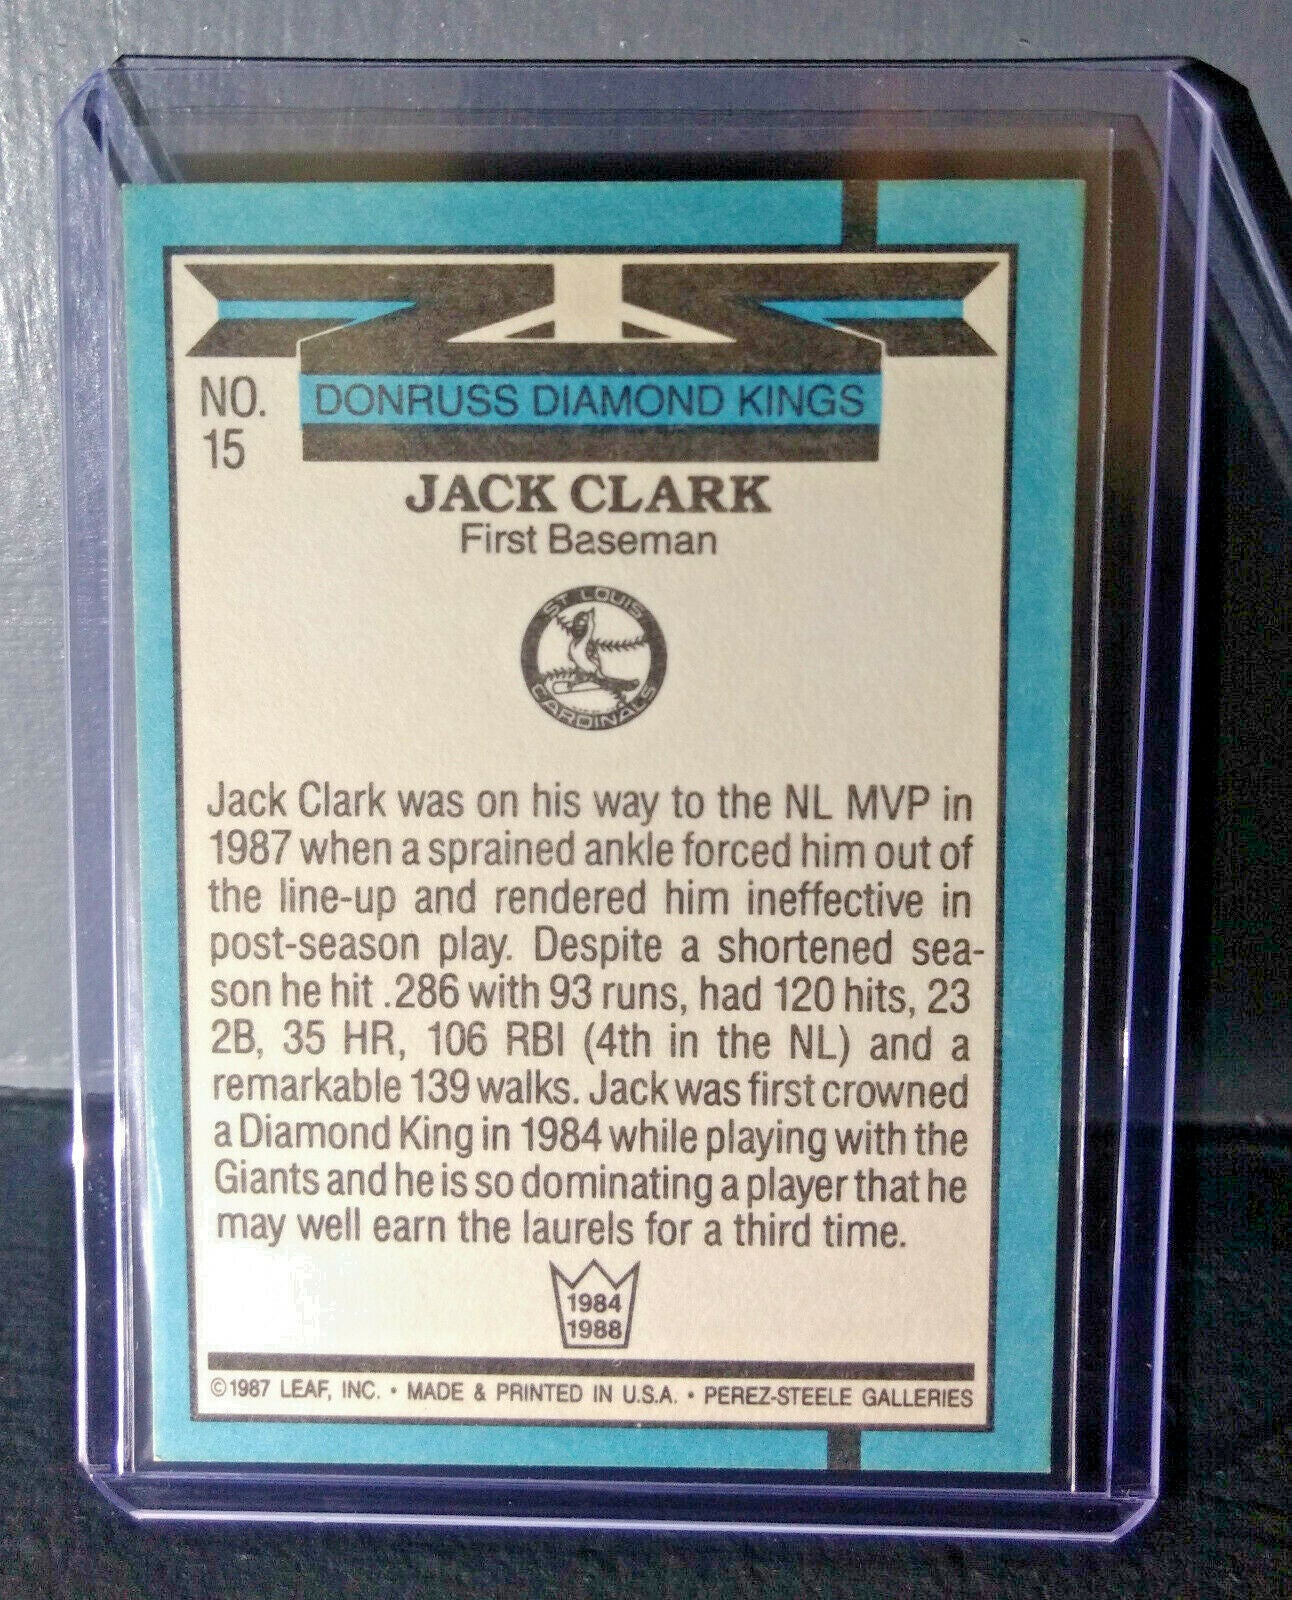 NO.
15
DONRUSS DIAMOND KINGS
JACK CLARK
First Baseman
ST LOUIS
CARDINALS
Jack Clark was on his way to the NL MVP in
1987 when a sprained ankle forced him out of
the line-up and rendered him ineffective in
post-season play. Despite a shortened sea-
son he hit .286 with 93 runs, had 120 hits, 23
2B, 35 HR, 106 RBI (4th in the NL) and a
remarkable 139 walks. Jack was first crowned
a Diamond King in 1984 while playing with the
Giants and he is so dominating a player that he
may well earn the laurels for a third time.
1984
1988
©1987 LEAF, INC. • MADE & PRINTED IN U.S.A. • PEREZ-STEELE GALLERIES